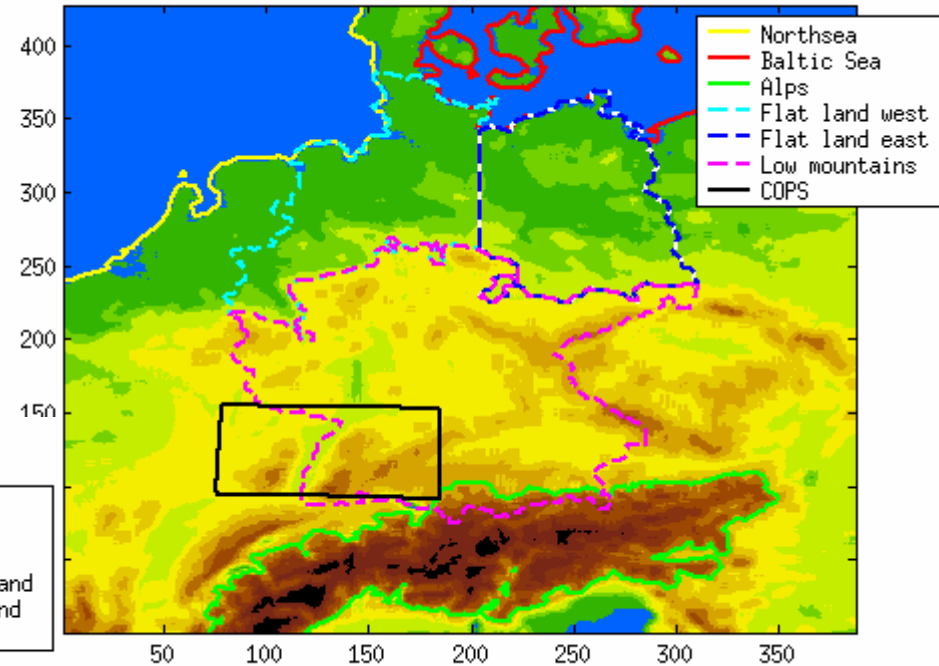 400
350
300
250
200
150
50
100
150
200
250
300
350
Northsea
Baltic Sea
Alps
Flat land west
Flat land east
Low mountains
COPS
and
nd